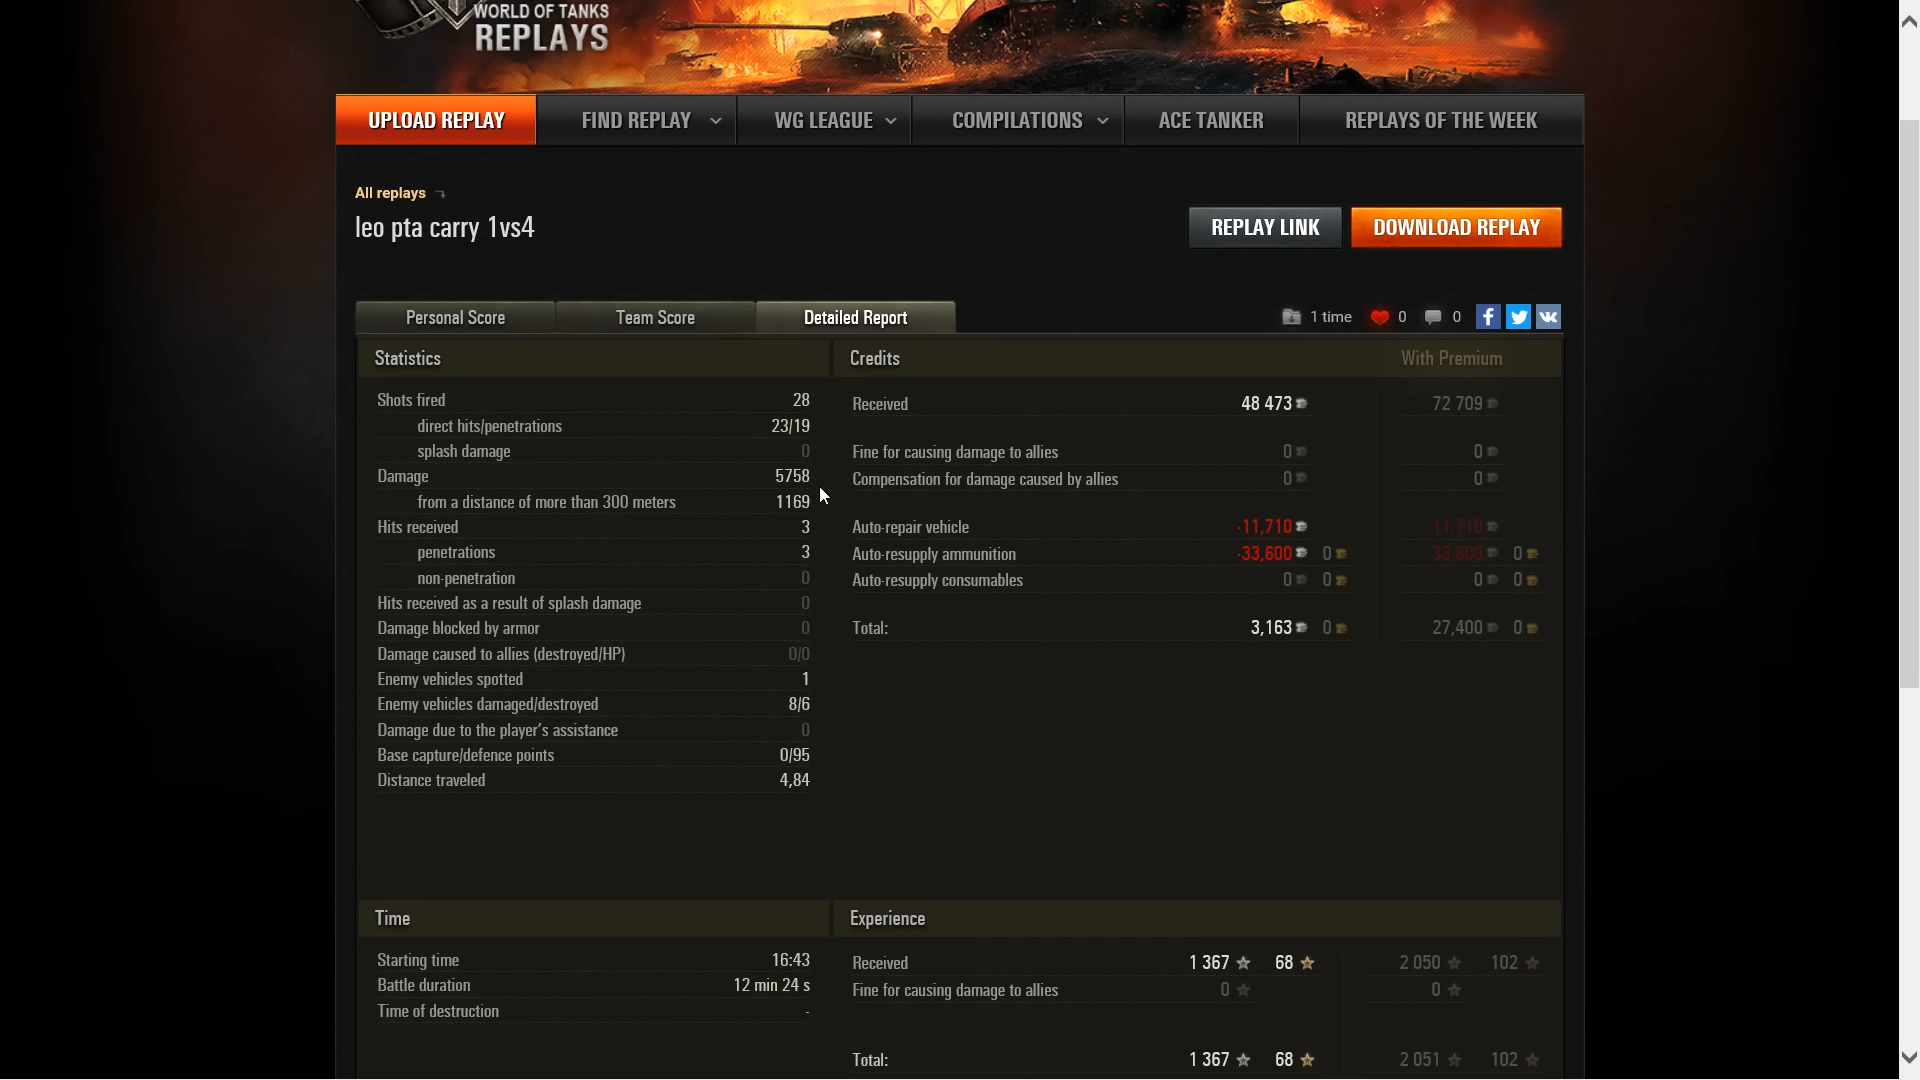 WORLD OF TANKS
REPLAYS
UPLOAD REPLAY FIND REPLAY WG LEAGUE COMPILATIONS ACE TANKER REPLAYS OF THE WEEK
All replays
leo pta carry 1vs4
REPLAY LINK DOWNLOAD REPLAY
Personal Score Team Score Detailed Report 1 time 0 0
Statistics Credits With Premium
Shots fired 28 Received 48 473 72 709
direct hits/penetrations 23/19
splash damage 0 Fine for causing damage to allies 0 0
Damage 5758 Compensation for damage caused by allies 0 0
from a distance of more than 300 meters 1169
Hits received 3 Auto-repair vehicle -11,710 11,710
penetrations 3 Auto-resupply ammunition -33,600 0 -33,600 0
non-penetration 0 Auto-resupply consumables 0 0 0 0
Hits received as a result of splash damage 0
Damage blocked by armor 0 Total: 3,163 0 27,400 0
Damage caused to allies (destroyed/HP) 0/0
Enemy vehicles spotted 1
Enemy vehicles damaged/destroyed 8/6
Damage due to the player's assistance 0
Base capture/defence points 0/95
Distance traveled 4,84
Time Experience
Starting time 16:43 Received 1 367 68 2 050 102
Battle duration 12 min 24 s Fine for causing damage to allies 0 0
Time of destruction -
Total: 1 367 68 2 051 102